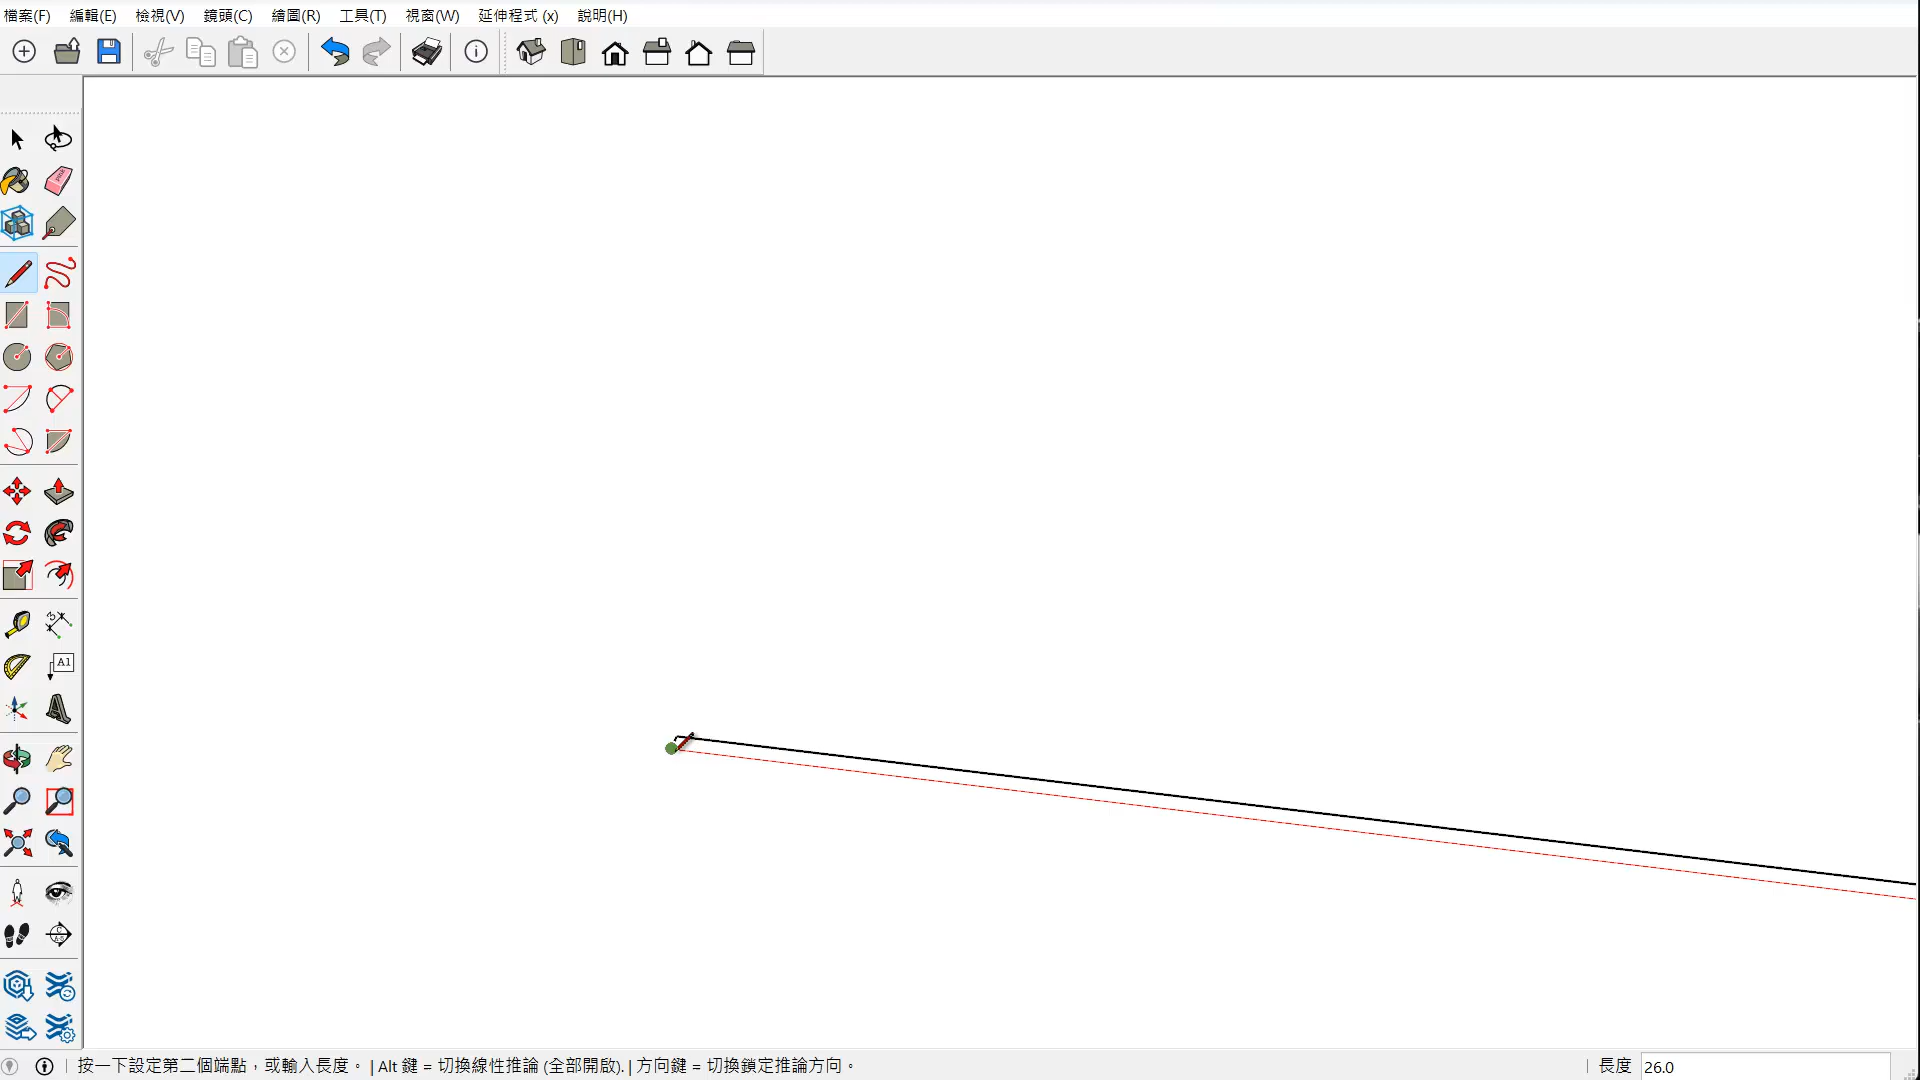 檔案(F) 編輯(E) 檢視(V) 鏡頭(C) 繪圖(R) 工具(T) 視窗(W) 延伸程式 (x) 說明(H)
A1
按一下設定第二個端點，或輸入長度。 | Alt 鍵 = 切換線性推論 (全部開啟). | 方向鍵 = 切換鎖定推論方向。 長度 26.0